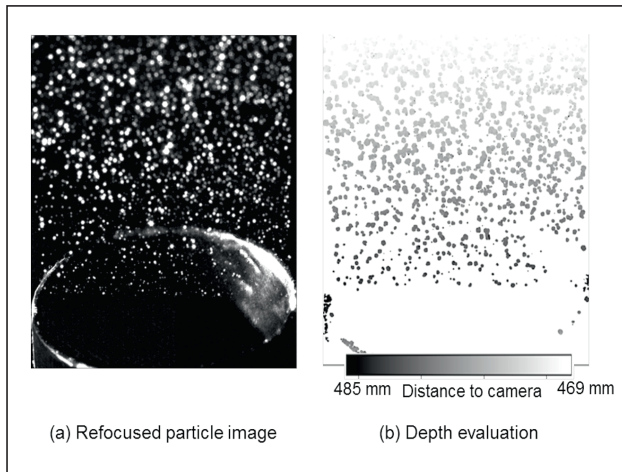 485 mm Distance to camera 469 mm
(a) Refocused particle image (b) Depth evaluation